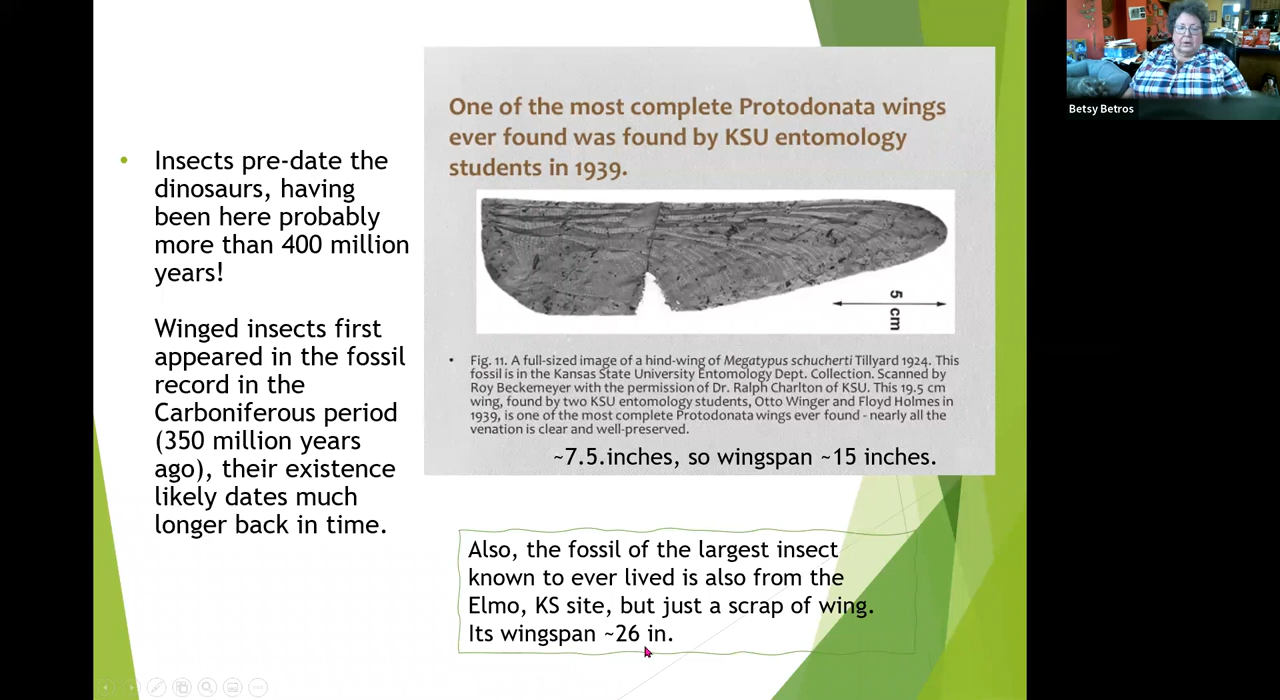 Insects pre-date the
dinosaurs, having
been here probably
more than 400 million
years!
Winged insects first
appeared in the fossil
record in the
Carboniferous period
(350 million years
ago), their existence
likely dates much
longer back in time.
One of the most complete Protodonata wings
ever found was found by KSU entomology
students in 1939.
5 cm
Fig. 11. A full-sized image of a hind-wing of Megatypus schucherti Tillyard 1924. This
fossil is in the Kansas State University Entomology Dept. Collection. Scanned by
Roy Beckemeyer with the permission of Dr. Ralph Charlton of KSU. This 19.5 cm
wing, found by two KSU entomology students, Otto Winger and Floyd Holmes in
1939, is one of the most complete Protodonata wings ever found - nearly all the
venation is clear and well-preserved.
~7.5.inches, so wingspan ~15 inches.
Also, the fossil of the largest insect
known to ever lived is also from the
Elmo, KS site, but just a scrap of wing.
Its wingspan ~26 in.
Betsy Betros